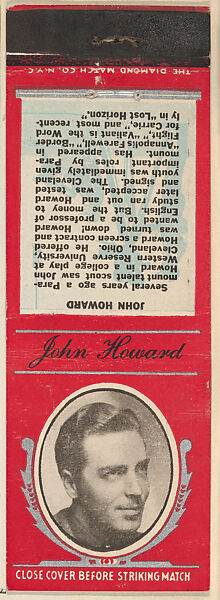 THE DIAMOND MATCH CO. N.Y.C.
JOHN HOWARD
Several years ago a Para-
mount talent scout saw John
Howard in a college play at
Western Reserve University,
Cleveland, Ohio. He offered
Howard a screen contract and
was turned down! Howard
wanted to be a professor of
English. But the money to
study ran out and Howard
later accepted, was tested
and signed. The Cleveland
youth was immediately given
important roles by Para-
mount. Has appeared in
"Annapolis Farewell," "Border
Flight," "Valiant is the Word
for Carrie," and most recent-
ly in "Lost Horizon."
John Howard
CLOSE COVER BEFORE STRIKING MATCH